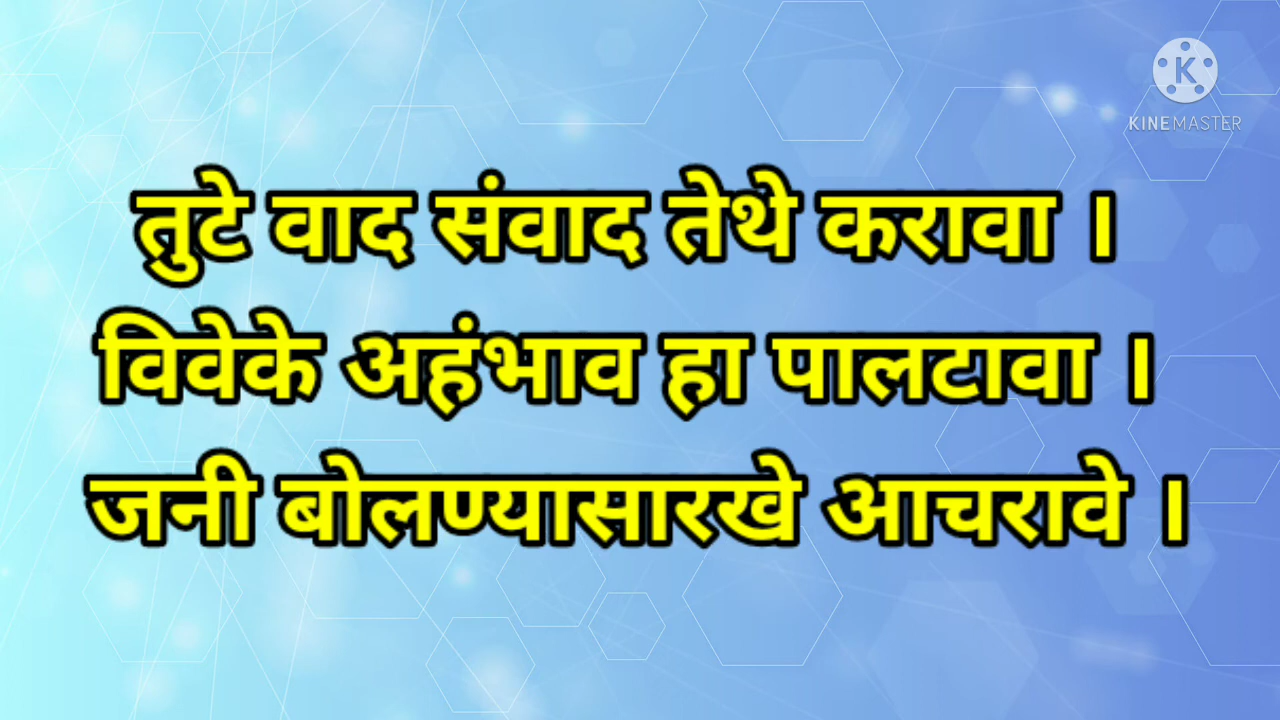 KINEMASTER
तुटे वाद संवाद तेथे करावा ।
विवेके अहंभाव हा पालटावा ।
जनी बोलण्यासारखे आचरावे ।